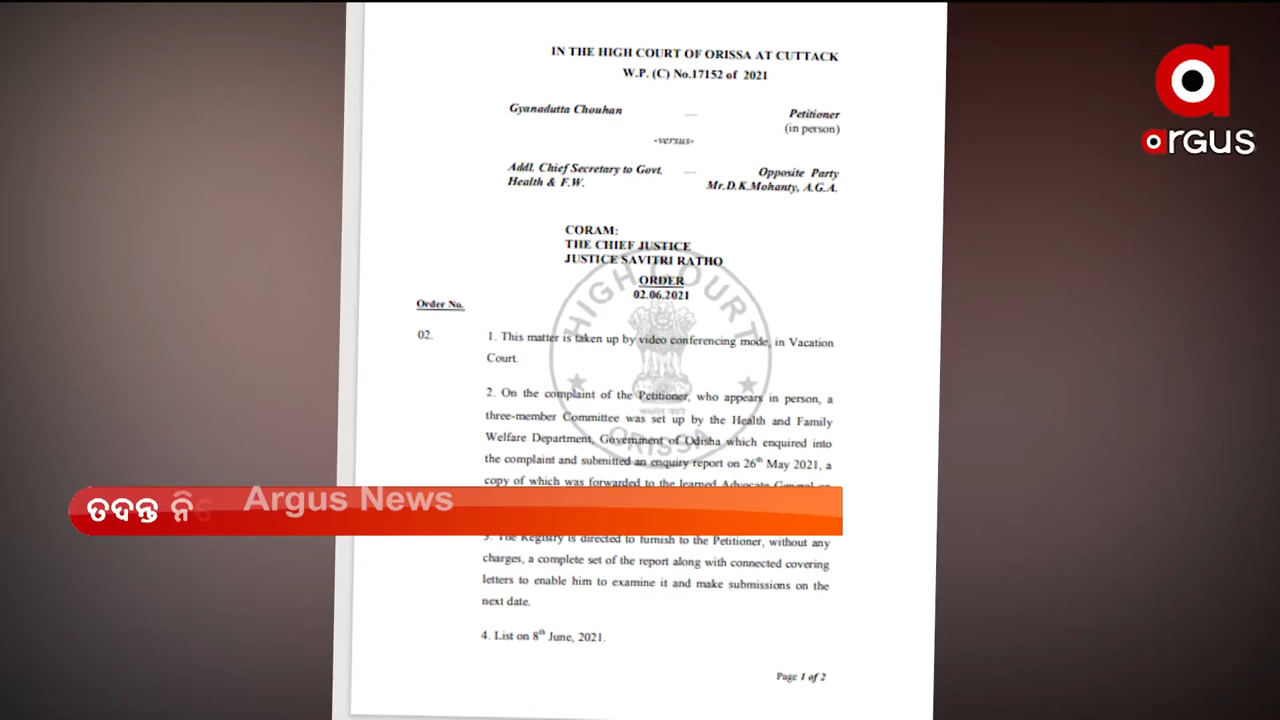 IN THE HIGH COURT OF ORISSA AT CUTTACK
W.P. (C) No.17152 of 2021
Gyanadutta Chouhan .... Petitioner
(in person)
-versus-
Addl. Chief Secretary to Govt. .... Opposite Party
Health & F.W. Mr.D.K.Mohanty, A.G.A.
argus
CORAM:
THE CHIEF JUSTICE
JUSTICE SAVITRI RATHO
ORDER
02.06.2021
Order No.
HIGH COURT
ORISSA
02. 1. This matter is taken up by video conferencing mode, in Vacation
Court.
2. On the complaint of the Petitioner, who appears in person, a
three-member Committee was set up by the Health and Family
Welfare Department, Government of Odisha which enquired into
the complaint and submitted an enquiry report on 26th May 2021, a
copy of which was forwarded to the learned Advocate General on
ତଦନ୍ତ
Argus News
3. The Registry is directed to furnish to the Petitioner, without any
charges, a complete set of the report along with connected covering
letters to enable him to examine it and make submissions on the
next date.
4. List on 8th June, 2021.
Page 1 of 2